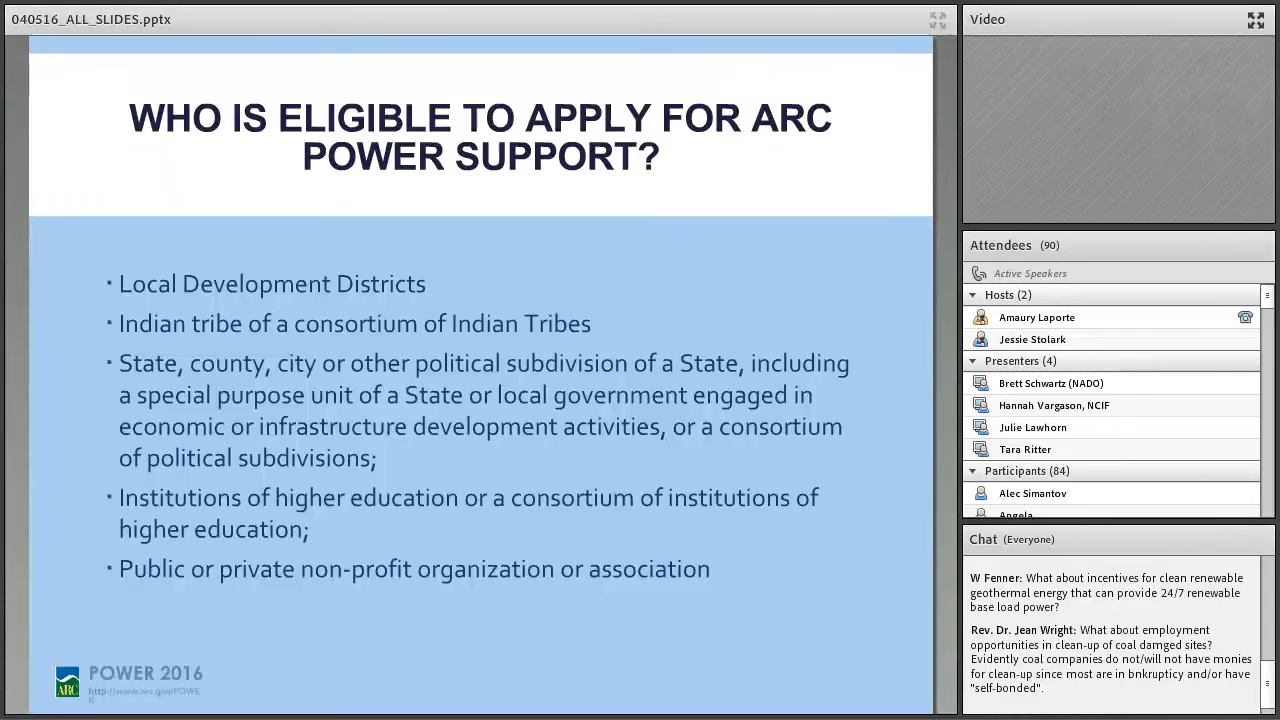 040516_ALL_SLIDES.pptx
WHO IS ELIGIBLE TO APPLY FOR ARC
POWER SUPPORT?
· Local Development Districts
· Indian tribe of a consortium of Indian Tribes
· State, county, city or other political subdivision of a State, including
a special purpose unit of a State or local government engaged in
economic or infrastructure development activities, or a consortium
of political subdivisions;
· Institutions of higher education or a consortium of institutions of
higher education;
· Public or private non-profit organization or association
ARC
POWER 2016
http://www.arc.gov/POWE
R
Video
Attendees (90)
Active Speakers
Hosts (2)
Amaury Laporte
Jessie Stolark
Presenters (4)
Brett Schwartz (NADO)
Hannah Vargason, NCIF
Julie Lawhorn
Tara Ritter
Participants (84)
Alec Simantov
Angela
Chat (Everyone)
W Fenner: What about incentives for clean renewable
geothermal energy that can provide 24/7 renewable
base load power?
Rev. Dr. Jean Wright: What about employment
opportunities in clean-up of coal damged sites?
Evidently coal companies do not/will not have monies
for clean-up since most are in bnkruptcy and/or have
"self-bonded".